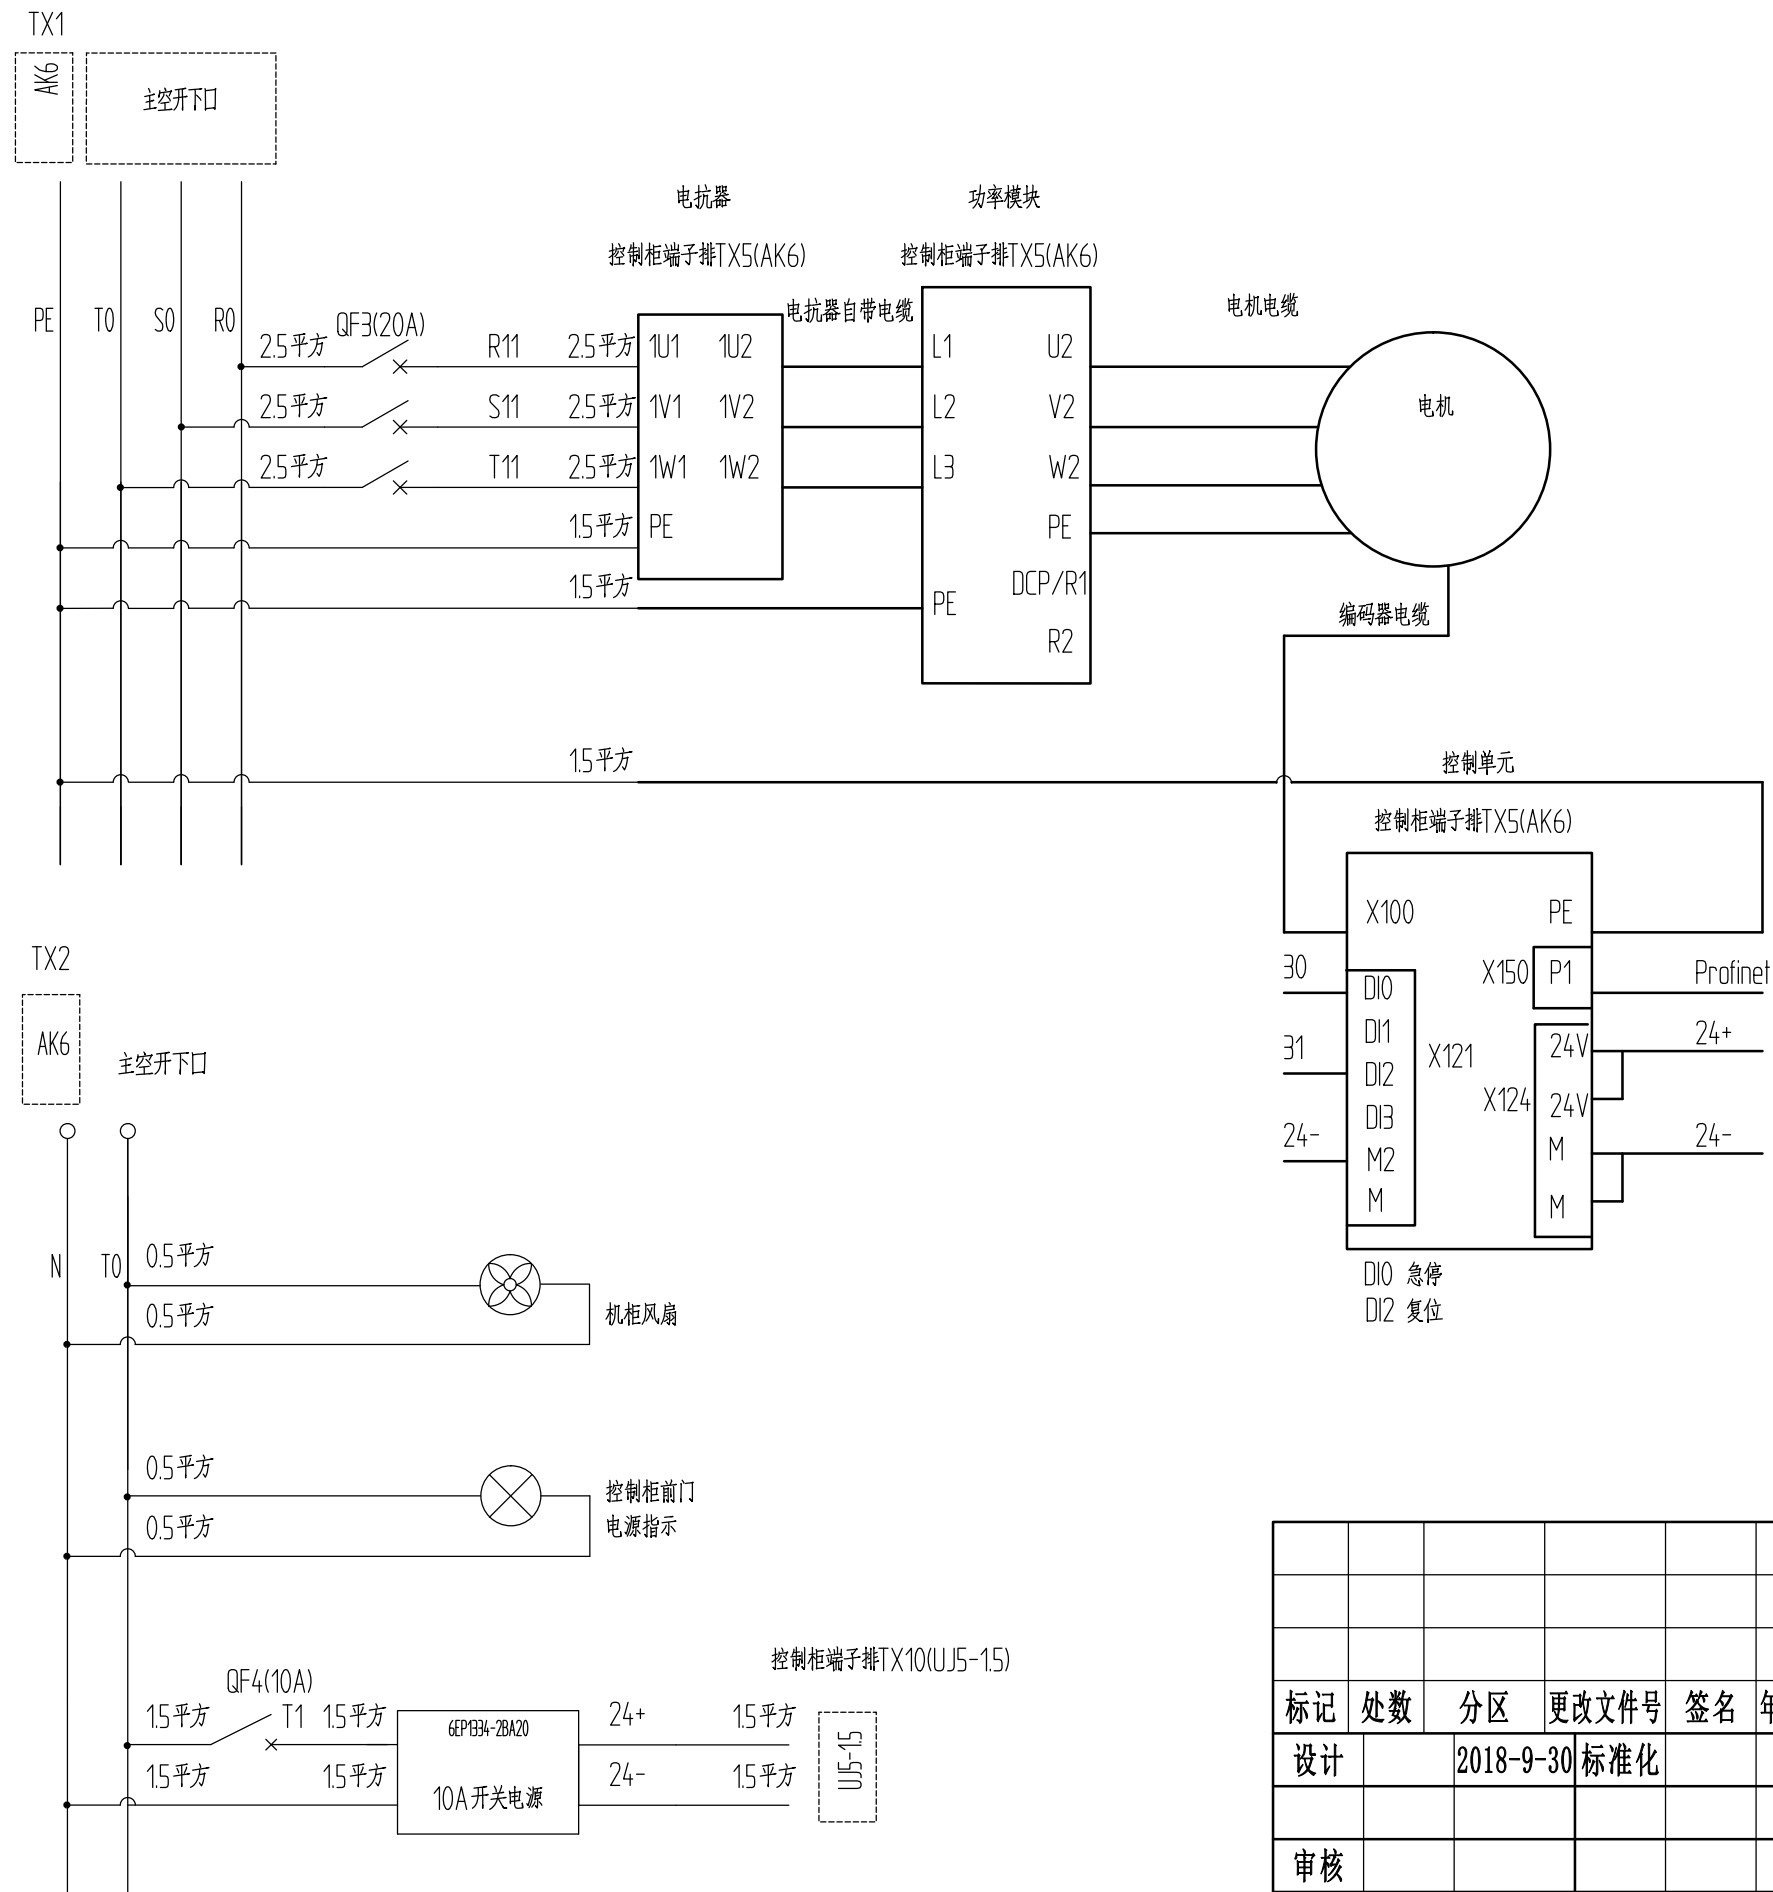 TX1
AK6
主空开下口
电抗器
功率模块
控制柜端子排TX5(AK6)
控制柜端子排TX5(AK6)
电抗器自带电缆
电机电缆
PE
T0
S0
R0
QF3(20A)
2.5平方
R11
2.5平方
1U1
1U2
L1
U2
2.5平方
S11
2.5平方
1V1
1V2
L2
V2
电机
2.5平方
T11
2.5平方
1W1
1W2
L3
W2
1.5平方
PE
PE
1.5平方
PE
DCP/R1
R2
编码器电缆
1.5平方
控制单元
控制柜端子排TX5(AK6)
X100
PE
30
DI0
X150
P1
Profinet
DI1
X121
24V
24+
31
DI2
X124
24V
DI3
24-
M2
M
24-
M
M
DI0 急停
DI2 复位
TX2
AK6
主空开下口
N
T0
0.5平方
0.5平方
机柜风扇
0.5平方
0.5平方
控制柜前门
电源指示
控制柜端子排TX10(UJ5-1.5)
QF4(10A)
1.5平方
T1
1.5平方
6EP1334-2BA20
24+
1.5平方
1.5平方
1.5平方
10A开关电源
24-
1.5平方
UJ5-1.5
标记
处数
分区
更改文件号
签名
设计
2018-9-30
标准化
审核